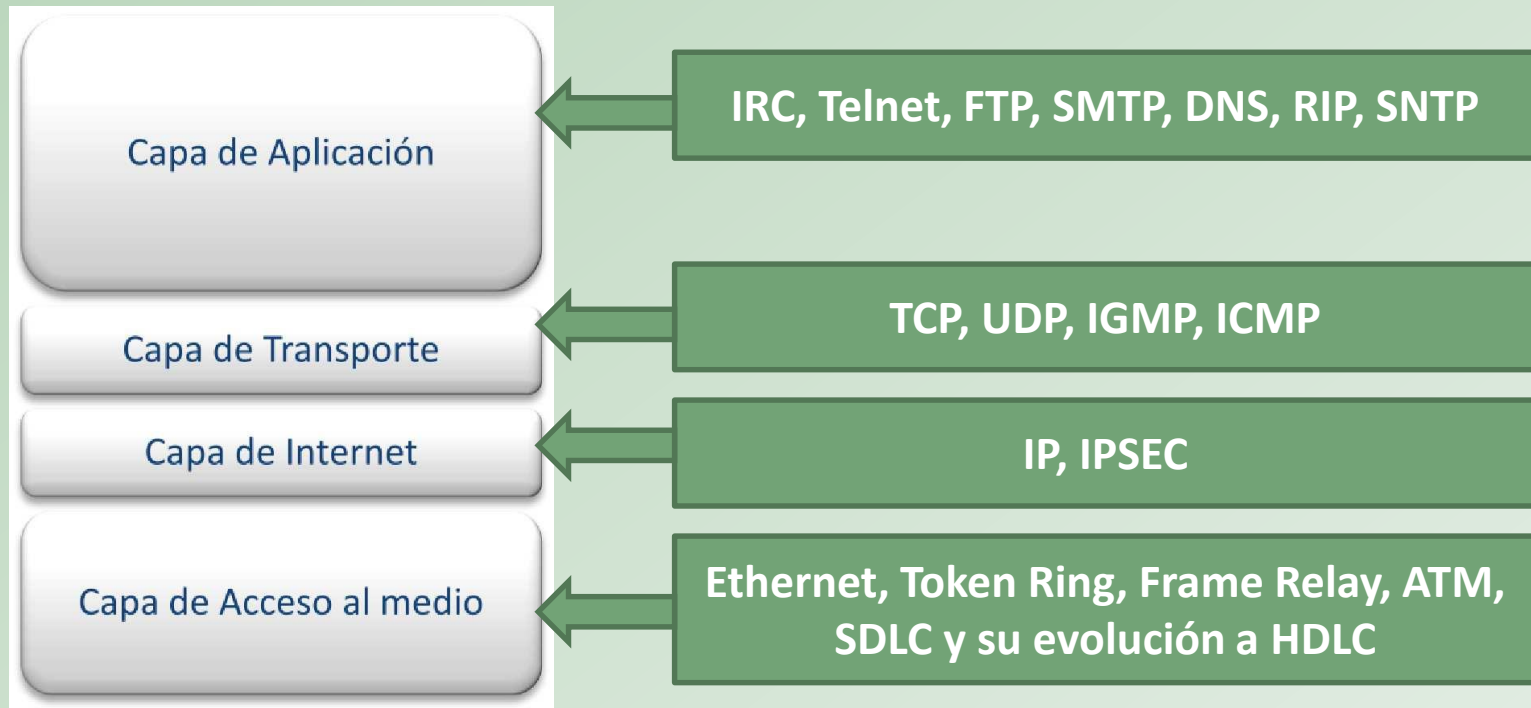 Capa de Aplicación
IRC, Telnet, FTP, SMTP, DNS, RIP, SNTP
Capa de Transporte
TCP, UDP, IGMP, ICMP
Capa de Internet
IP, IPSEC
Capa de Acceso al medio
Ethernet, Token Ring, Frame Relay, ATM,
SDLC y su evolución a HDLC